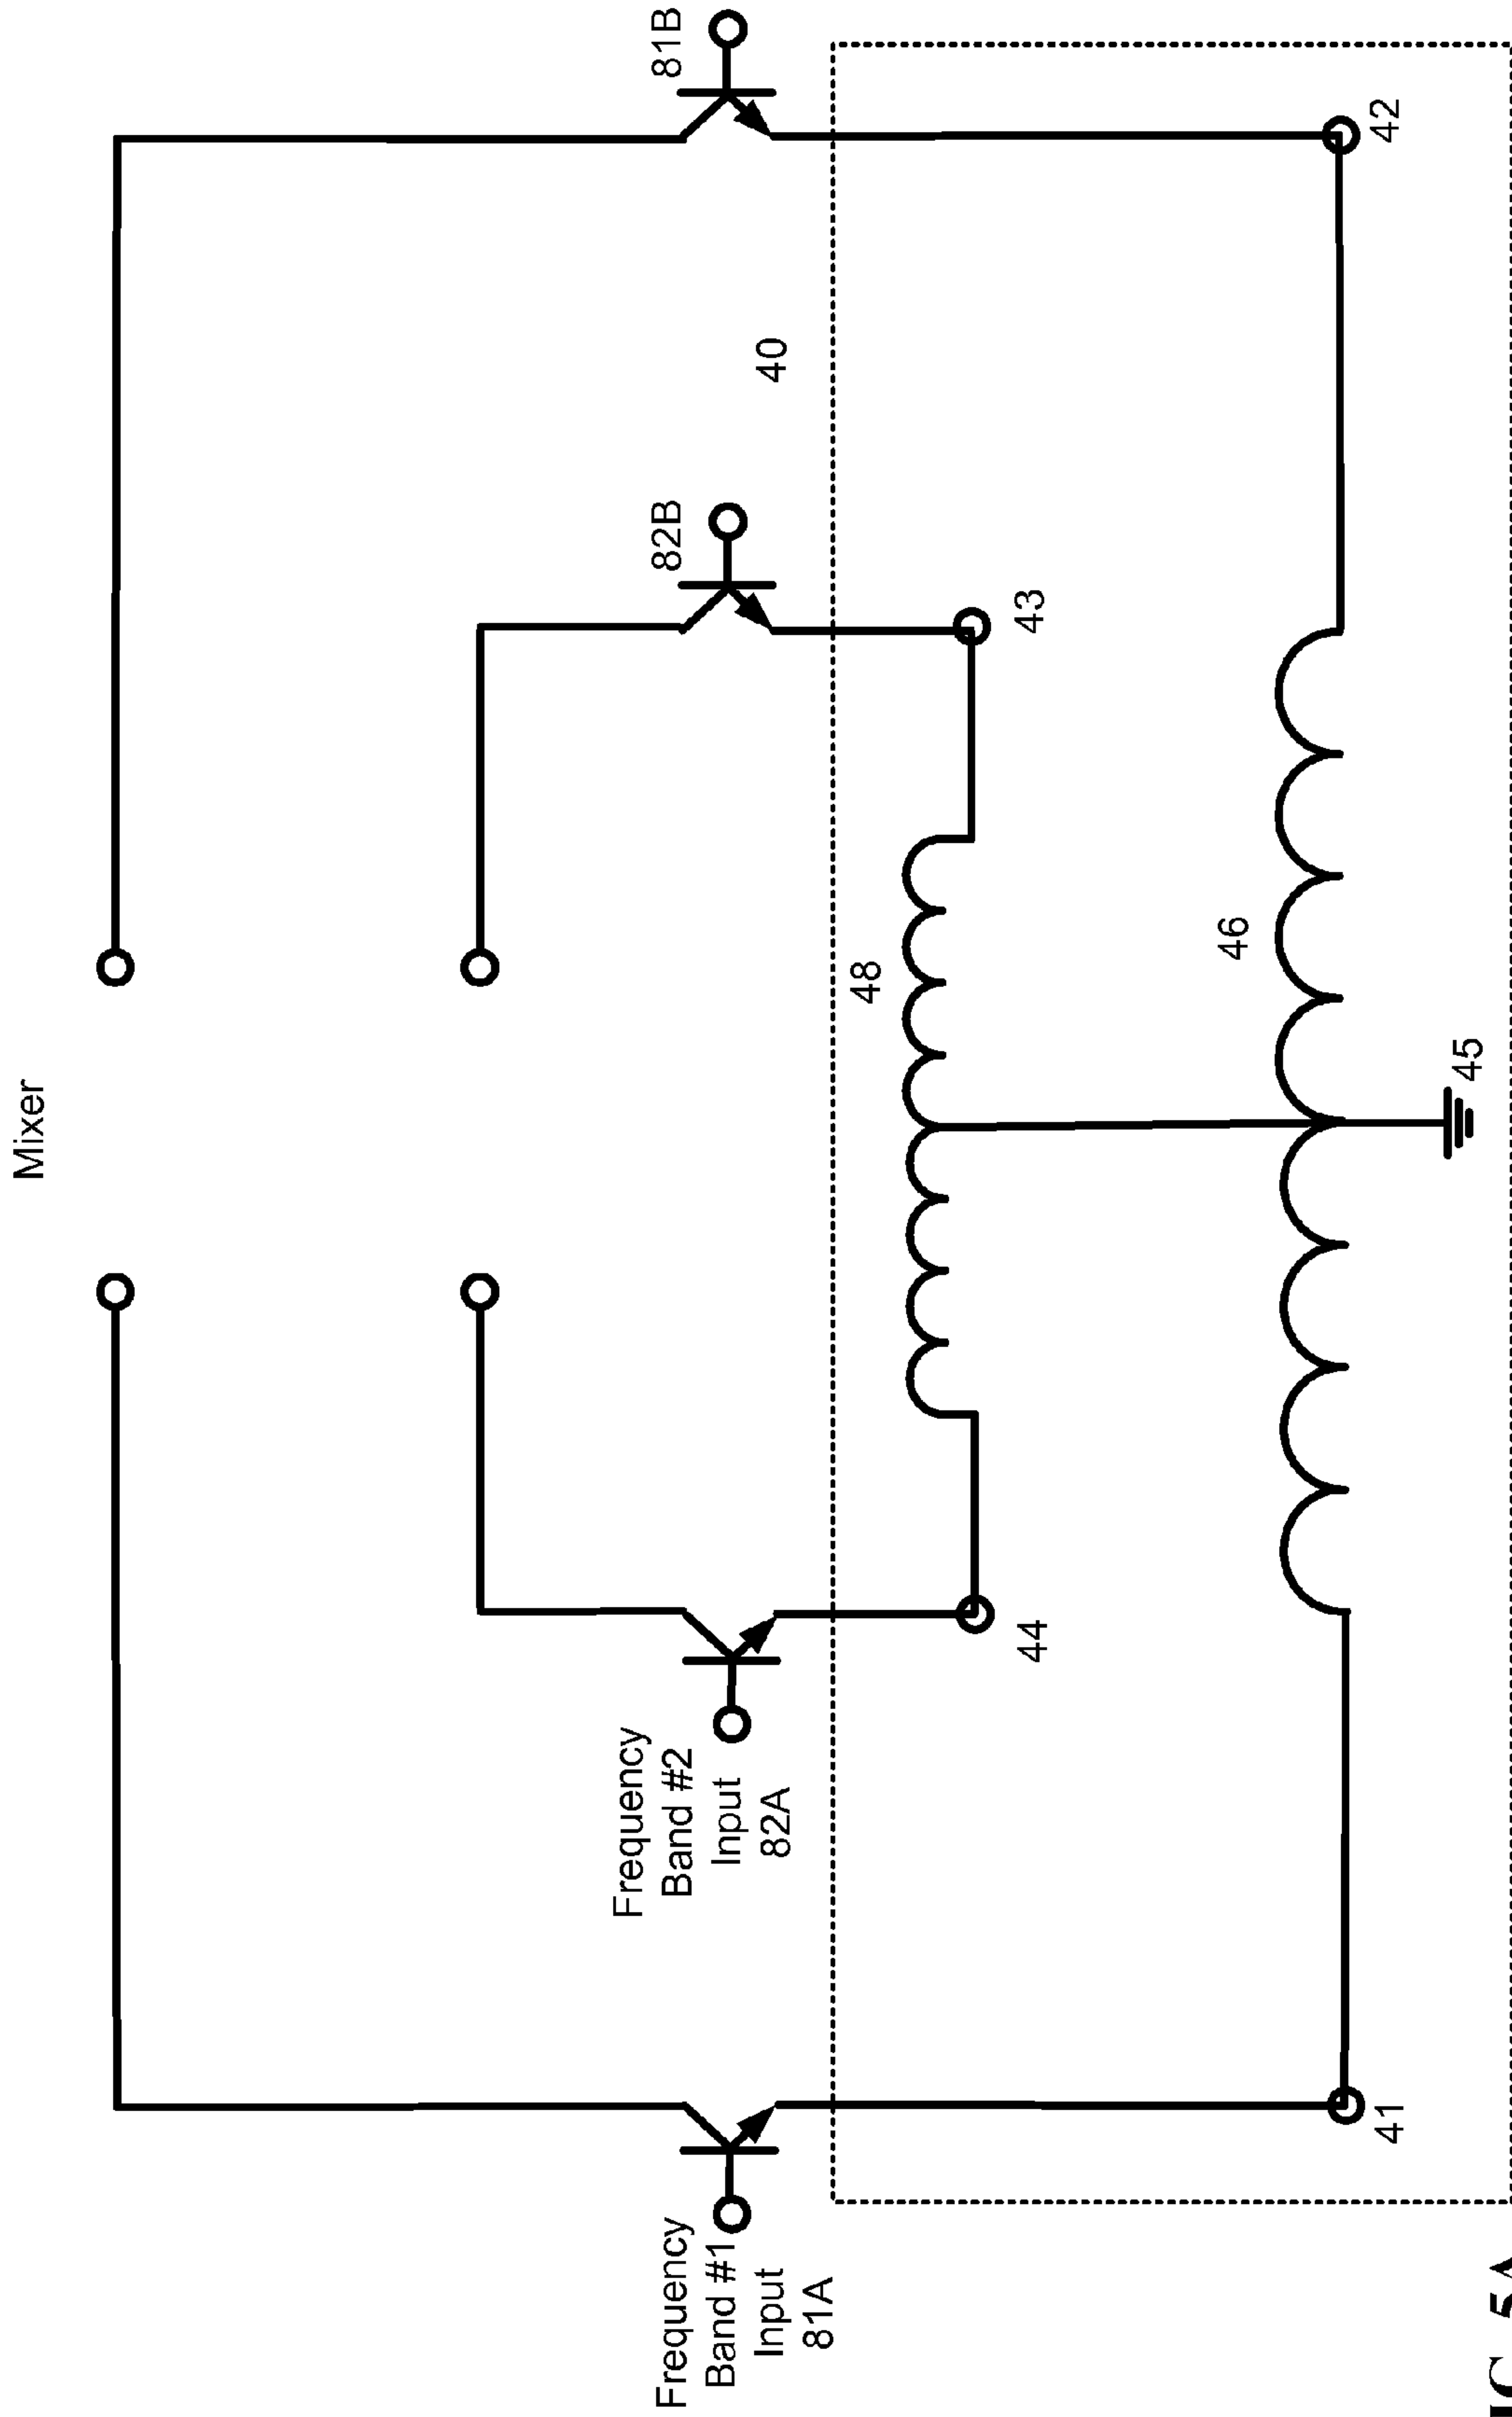 Mixer
Frequency
Band #1
Input
81A
Frequency
Band #2
Input
82A
82B
81B
40
48
44
43
46
41
42
45